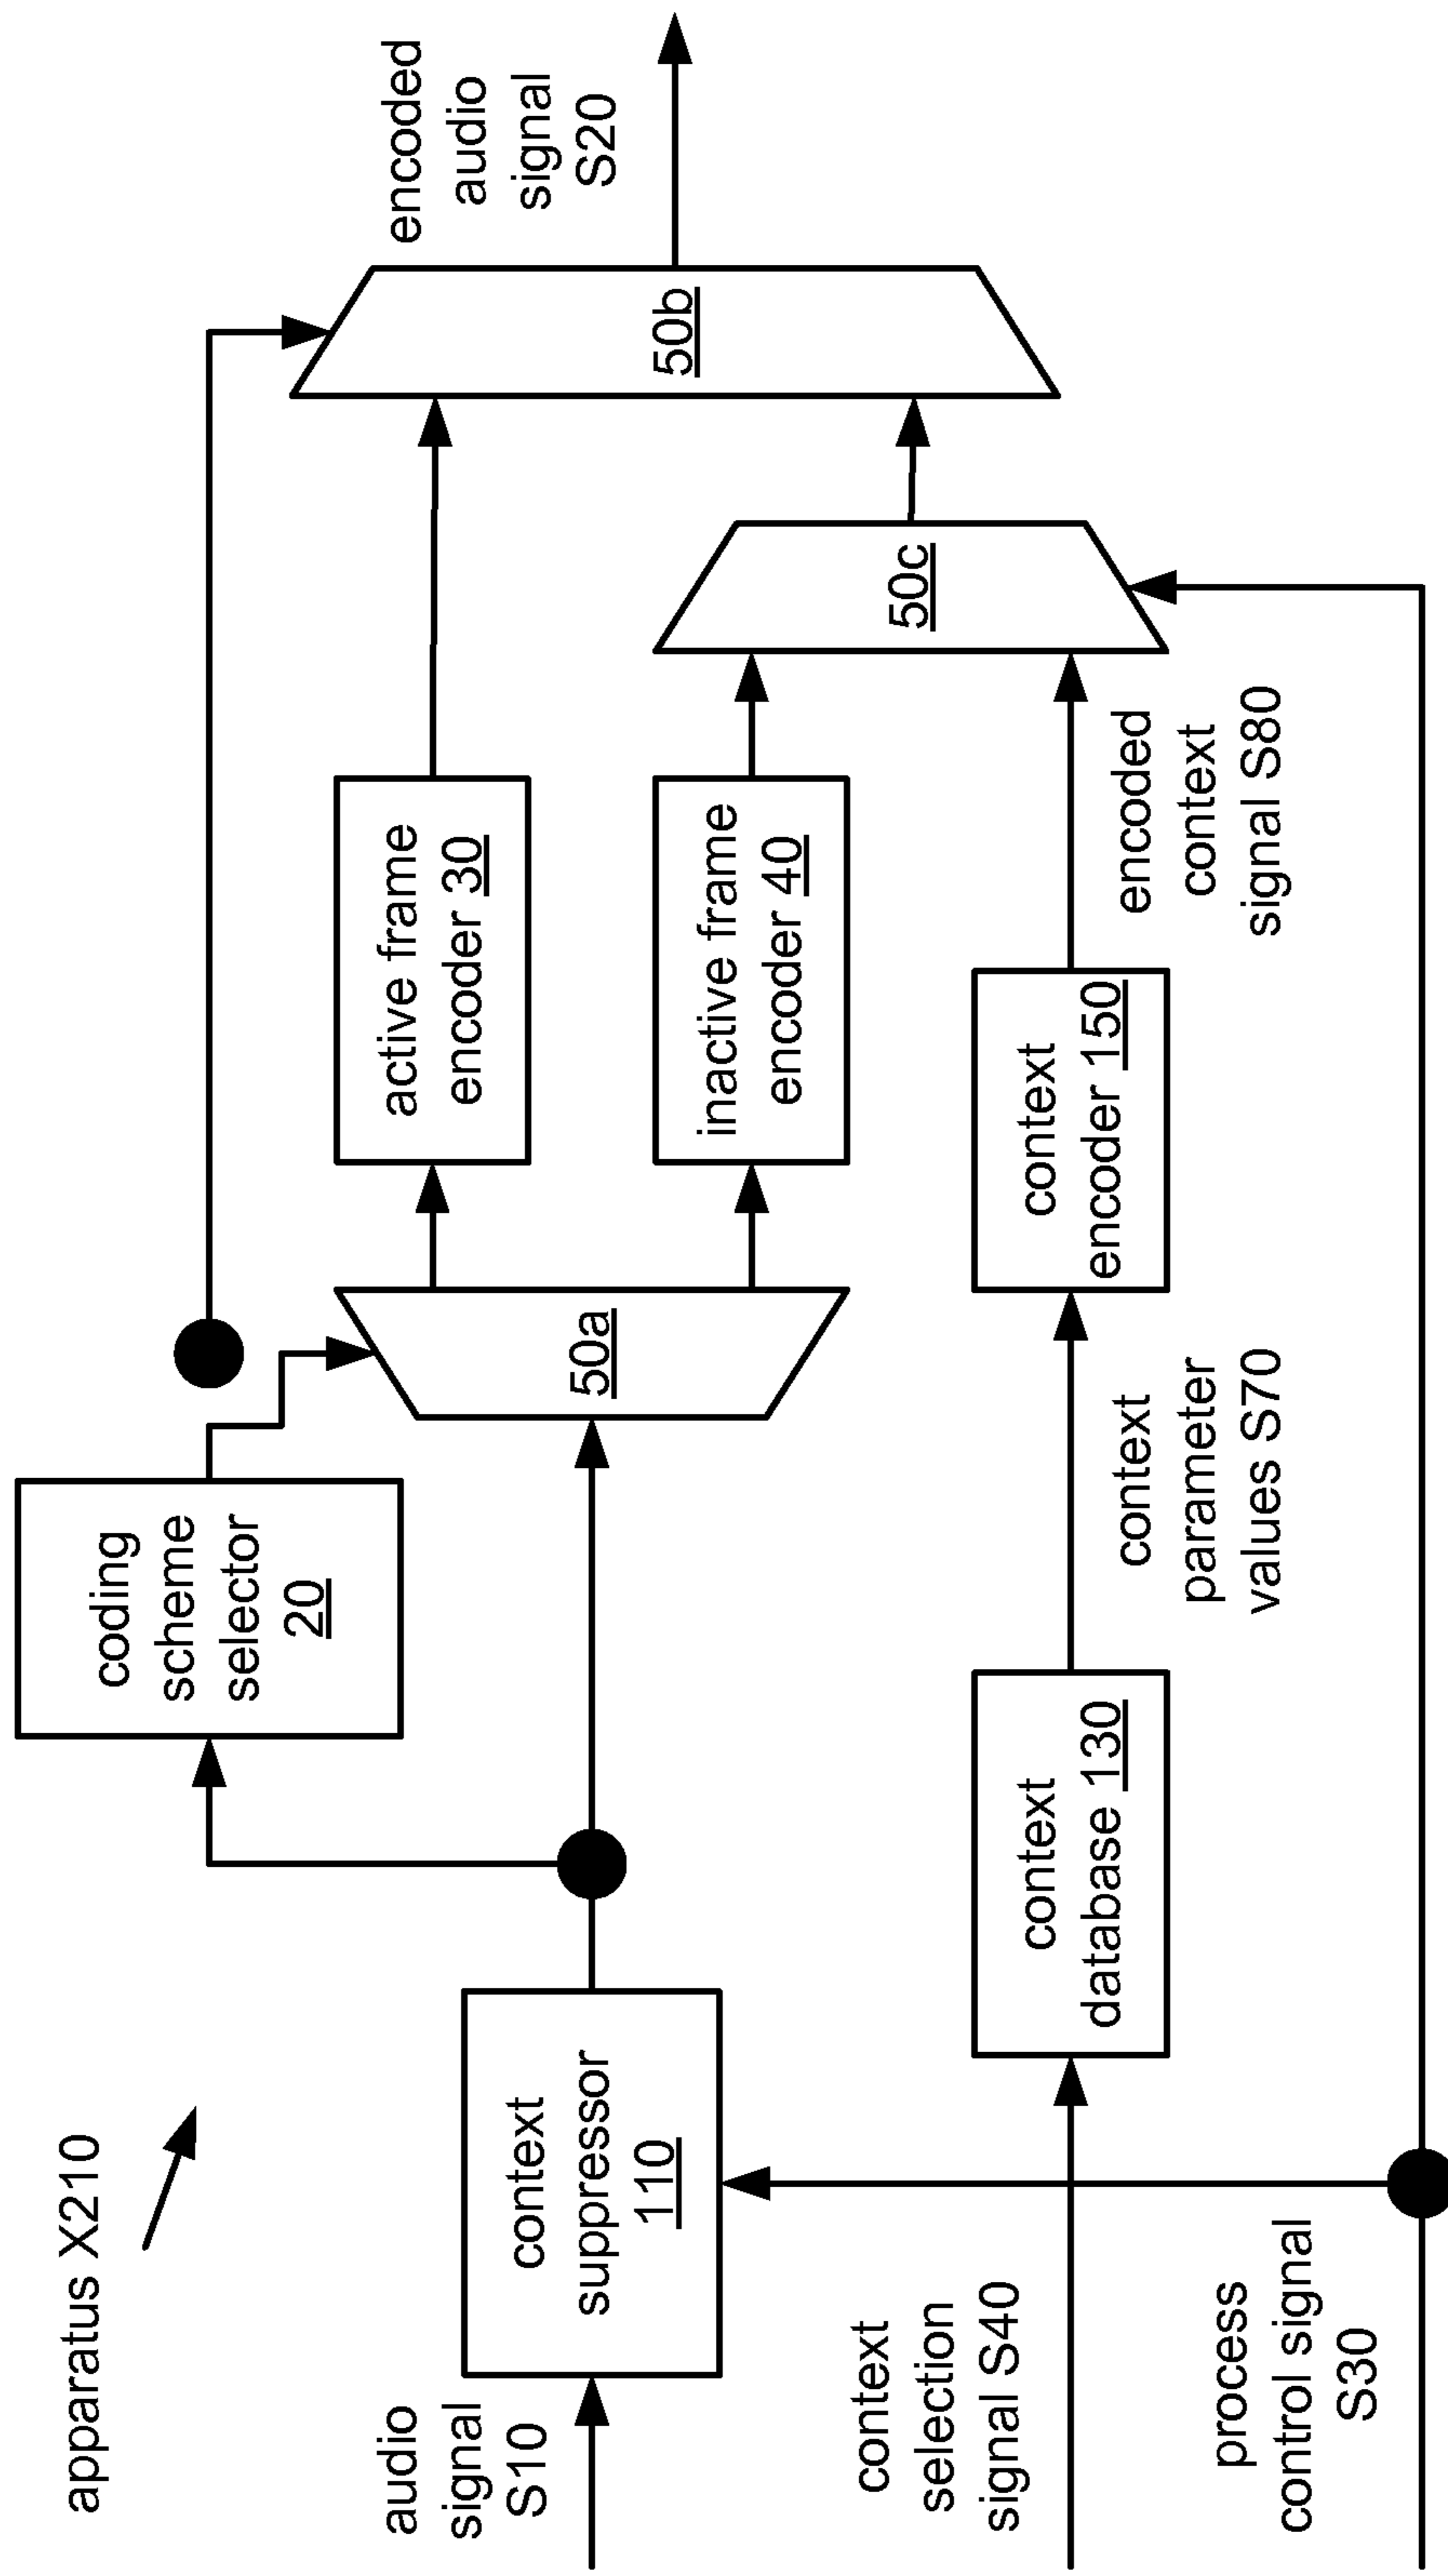 apparatus X210
audio
signal
S10
context
suppressor
110
coding
scheme
selector
20
50a
active frame
encoder 30
inactive frame
encoder 40
50b
50c
encoded
audio
signal
S20
context
selection
signal S40
context
database 130
context
parameter
values S70
context
encoder 150
encoded
context
signal S80
process
control signal
S30